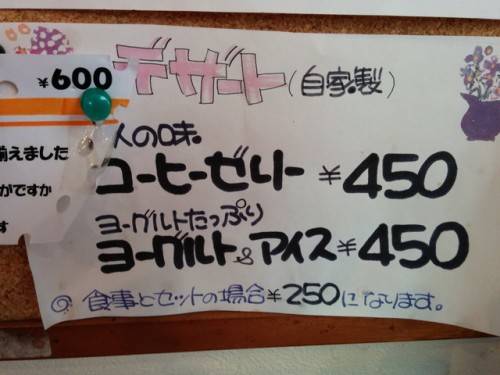 デザート(自家製)
¥600
揃えました
がですか
す
人の味
コーヒーゼリー ¥450
ヨーグルトたっぷり
ヨーグルト&アイス ¥450
◎ 食事とセットの場合¥250になります。